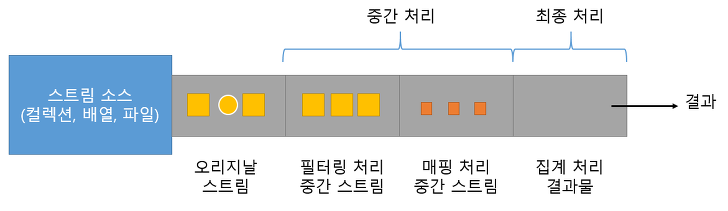 중간 처리
최종 처리
스트림 소스
(컬렉션, 배열, 파일)
결과
오리지날
스트림
필터링 처리
중간 스트림
매핑 처리
중간 스트림
집계 처리
결과물